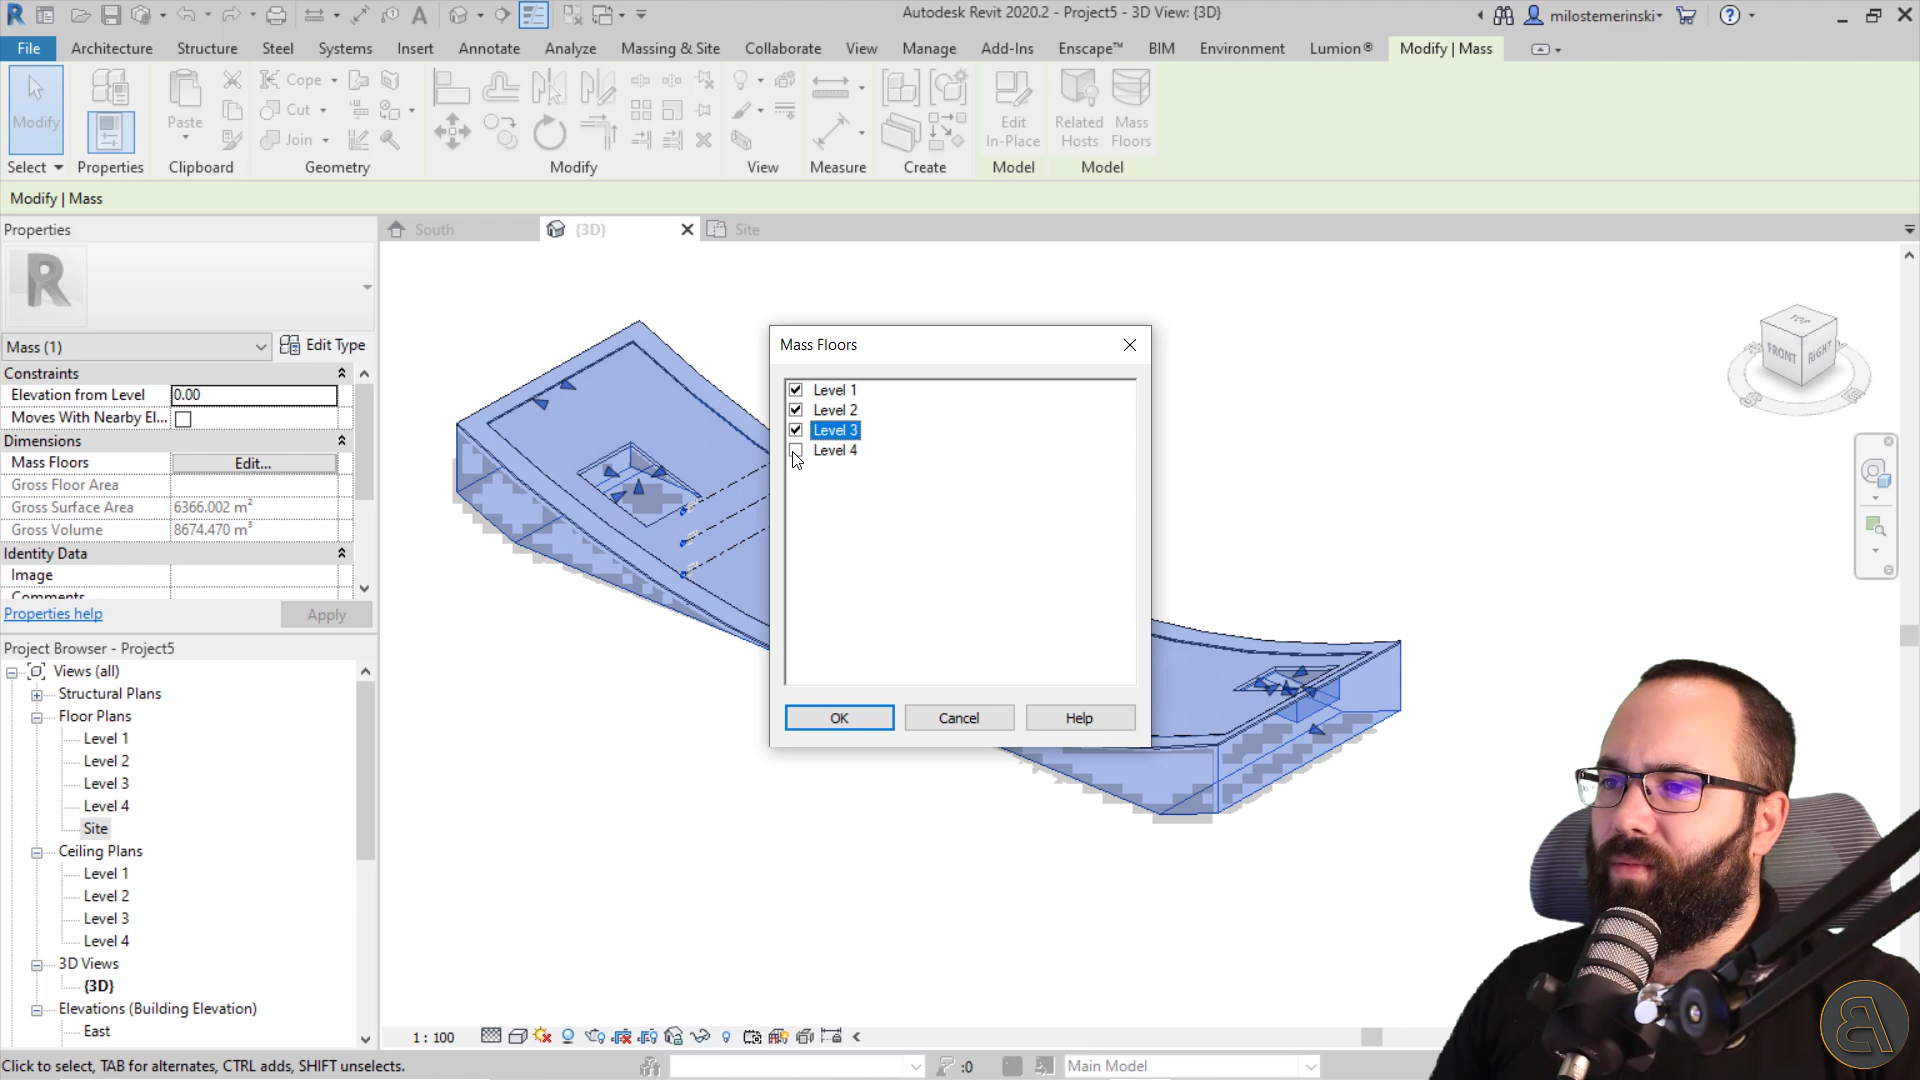 Autodesk Revit 2020.2 - Project5 - 3D View: {3D}
milostemerinski
File
Architecture
Structure
Steel
Systems
Insert
Annotate
Analyze
Massing & Site
Collaborate
View
Manage
Add-Ins
Enscape™
BIM
Environment
Lumion®
Modify | Mass
Modify
Paste
Cope
Cut
Join
Edit
In-Place
Related
Hosts
Mass
Floors
Select
Properties
Clipboard
Geometry
Modify
View
Measure
Create
Model
Model
Modify | Mass
Properties
South
{3D}
Site
R
Mass (1)
Edit Type
Constraints
Elevation from Level
0.00
Moves With Nearby El...
Dimensions
Mass Floors
Edit...
Gross Floor Area
Gross Surface Area
6366.002 m²
Gross Volume
8674.470 m³
Identity Data
Image
Comments
Properties help
Apply
Project Browser - Project5
Views (all)
Structural Plans
Floor Plans
Level 1
Level 2
Level 3
Level 4
Site
Ceiling Plans
Level 1
Level 2
Level 3
Level 4
3D Views
{3D}
Elevations (Building Elevation)
East
Mass Floors
Level 1
Level 2
Level 3
Level 4
OK
Cancel
Help
TOP
FRONT
RIGHT
1 : 100
Click to select, TAB for alternates, CTRL adds, SHIFT unselects.
:0
Main Model